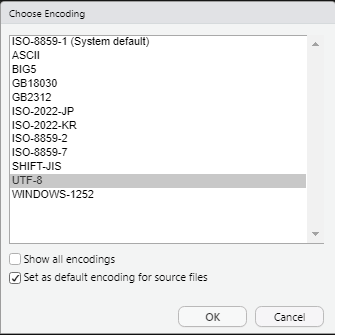 Choose Encoding
ISO-8859-1 (System default)
ASCII
BIG5
GB18030
GB2312
ISO-2022-JP
ISO-2022-KR
ISO-8859-2
ISO-8859-7
SHIFT-JIS
UTF-8
WINDOWS-1252
Show all encodings
Set as default encoding for source files
OK Cancel